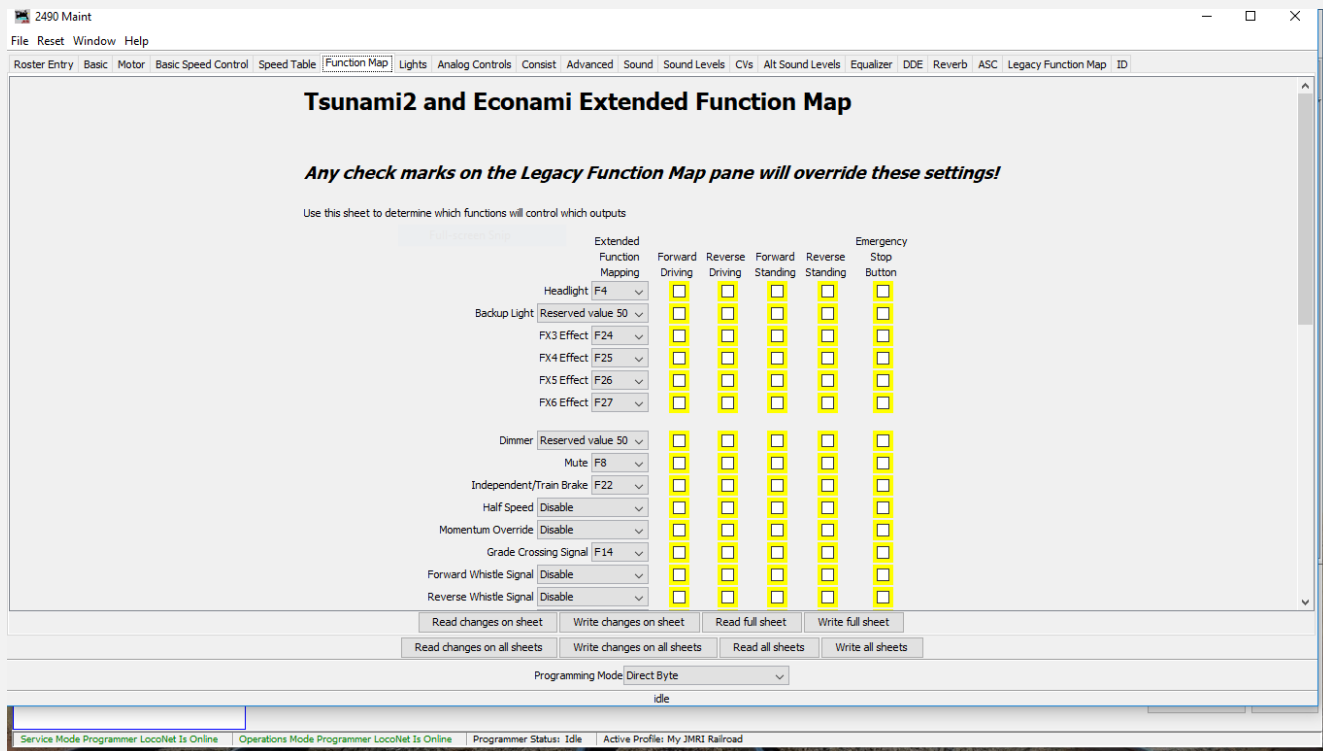 2490 Maint
File Reset Window Help
Roster Entry Basic Motor Basic Speed Control Speed Table Function Map Lights Analog Controls Consist Advanced Sound Sound Levels CVs Alt Sound Levels Equalizer DDE Reverb ASC Legacy Function Map ID
Tsunami2 and Econami Extended Function Map
Any check marks on the Legacy Function Map pane will override these settings!
Use this sheet to determine which functions will control which outputs
Extended Emergency
Function Forward Reverse Forward Reverse Stop
Mapping Driving Driving Standing Standing Button
Headlight F4
Backup Light Reserved value 50
FX3 Effect F24
FX4 Effect F25
FX5 Effect F26
FX6 Effect F27
Dimmer Reserved value 50
Mute F8
Independent/Train Brake F22
Half Speed Disable
Momentum Override Disable
Grade Crossing Signal F14
Forward Whistle Signal Disable
Reverse Whistle Signal Disable
Read changes on sheet Write changes on sheet Read full sheet Write full sheet
Read changes on all sheets Write changes on all sheets Read all sheets Write all sheets
Programming Mode Direct Byte
idle
Service Mode Programmer LocoNet Is Online Operations Mode Programmer LocoNet Is Online Programmer Status: Idle Active Profile: My JMRI Railroad